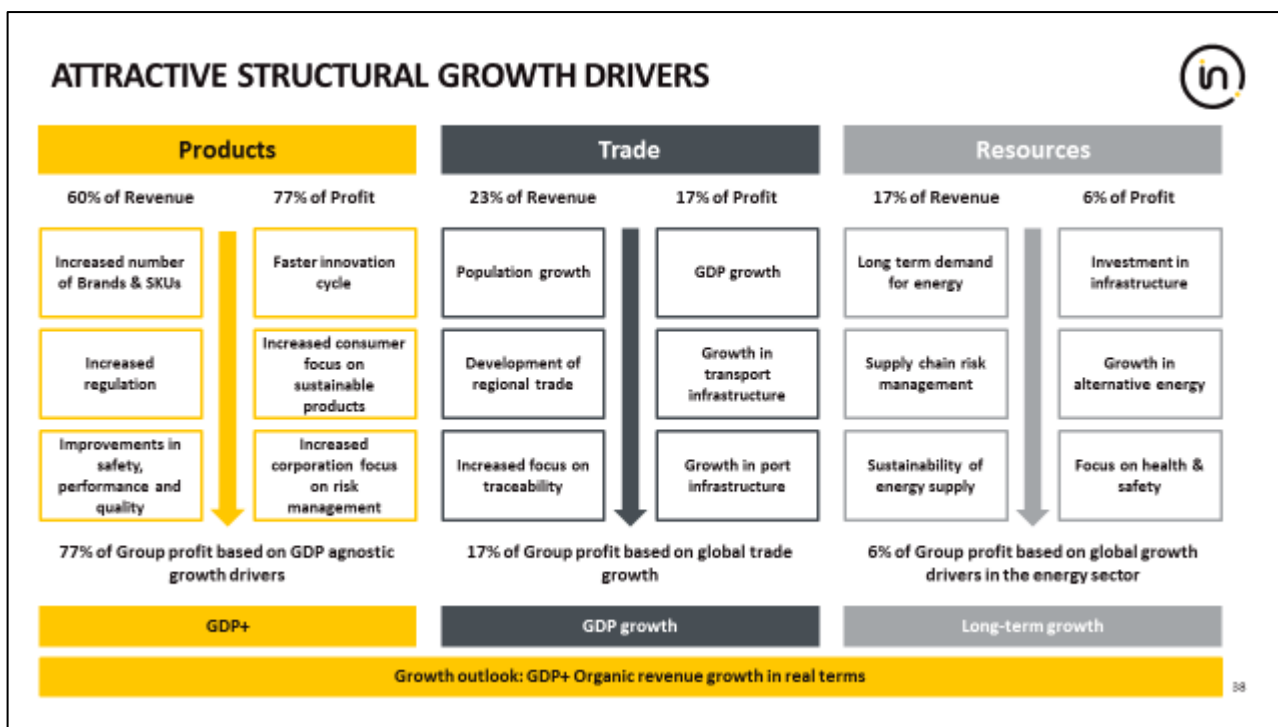 ATTRACTIVE STRUCTURAL GROWTH DRIVERS
in
Products
60% of Revenue
77% of Profit
Increased number
of Brands & SKUs
Faster innovation
cycle
Increased
regulation
Increased consumer
focus on
sustainable
products
Improvements in
safety,
performance and
quality
Increased
corporation focus
on risk
management
77% of Group profit based on GDP agnostic
growth drivers
GDP+
Trade
23% of Revenue
17% of Profit
Population growth
GDP growth
Development of
regional trade
Growth in
transport
infrastructure
Increased focus on
traceability
Growth in port
infrastructure
17% of Group profit based on global trade
growth
GDP growth
Resources
17% of Revenue
6% of Profit
Long term demand
for energy
Investment in
infrastructure
Supply chain risk
management
Growth in
alternative energy
Sustainability of
energy supply
Focus on health &
safety
6% of Group profit based on global growth
drivers in the energy sector
Long-term growth
Growth outlook: GDP+ Organic revenue growth in real terms
38